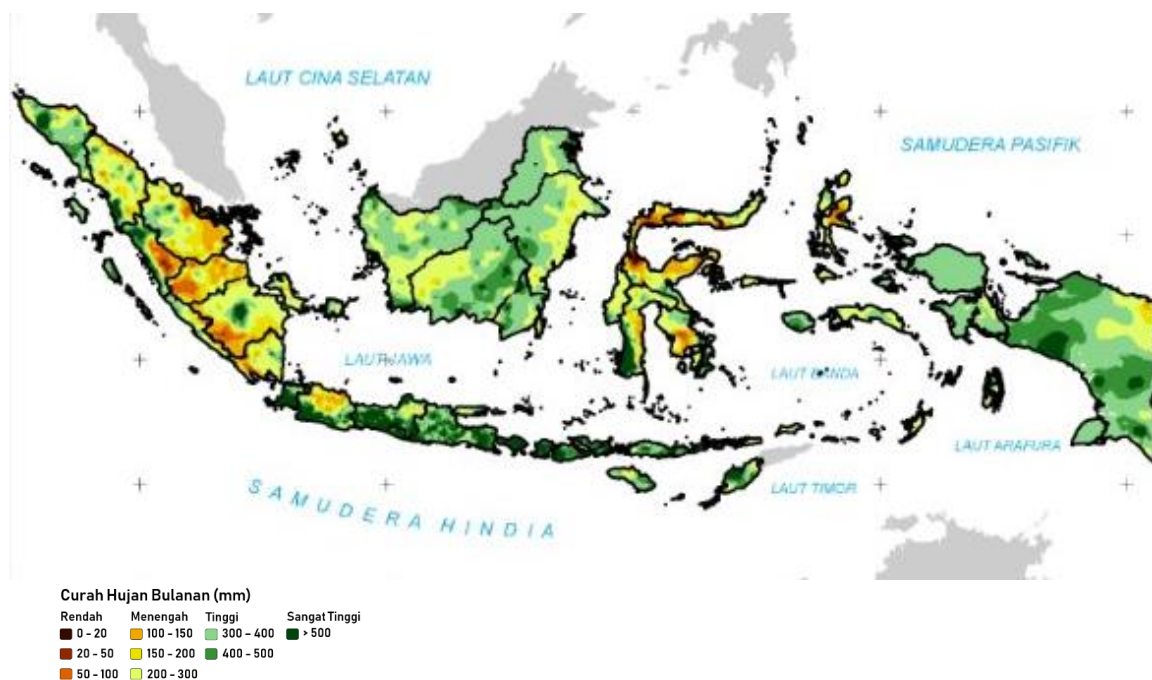 LAUT CINA SELATAN
SAMUDERA PASIFIK
LAUT JAWA
LAUT BANDA
LAUT ARAFURA
LAUT TIMOR
SAMUDERA HINDIA
Curah Hujan Bulanan (mm)
Rendah Menengah Tinggi Sangat Tinggi
0 - 20 100 - 150 300 - 400 > 500
20 - 50 150 - 200 400 - 500
50 - 100 200 - 300